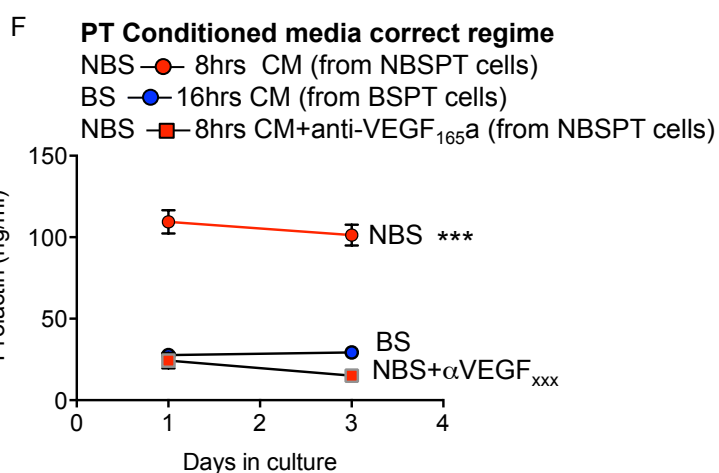 F
PT Conditioned media correct regime
NBS 8hrs CM (from NBSPT cells)
BS 16hrs CM (from BSPT cells)
NBS 8hrs CM+anti-VEGF165a (from NBSPT cells)
150
100
50
0
NBS ***
BS
NBS+αVEGFxxx
0 1 2 3 4
Days in culture